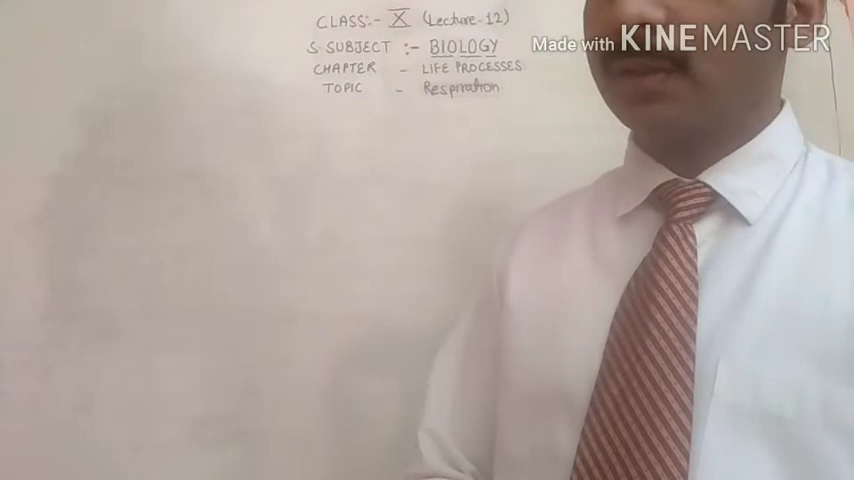 CLASS:- X (Lecture-12)
S. SUBJECT :- BIOLOGY
CHAPTER - LIFE PROCESSES
TOPIC - Respiration
Made with KINEMASTER